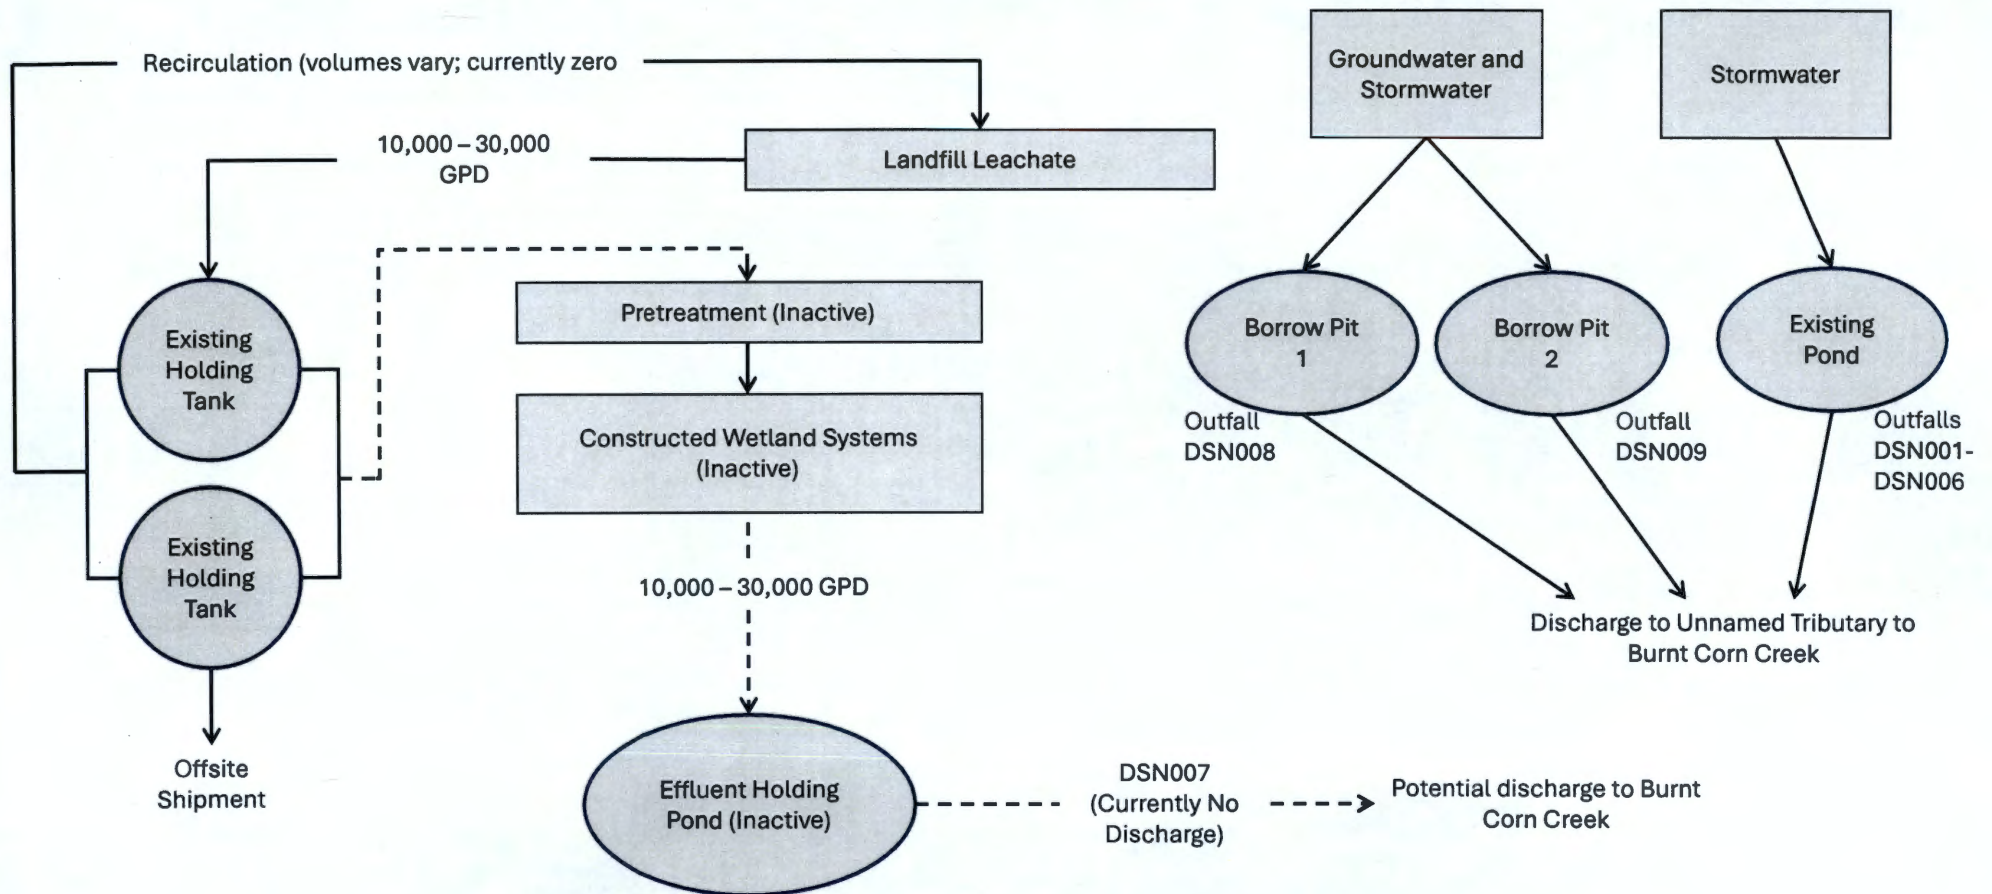 Recirculation (volumes vary; currently zero
10,000 – 30,000
GPD
Landfill Leachate
Existing
Holding
Tank
Existing
Holding
Tank
Offsite
Shipment
Pretreatment (Inactive)
Constructed Wetland Systems
(Inactive)
10,000 – 30,000 GPD
Effluent Holding
Pond (Inactive)
DSN007
(Currently No
Discharge)
Potential discharge to Burnt
Corn Creek
Groundwater and
Stormwater
Stormwater
Borrow Pit
1
Borrow Pit
2
Existing
Pond
Outfall
DSN008
Outfall
DSN009
Outfalls
DSN001-
DSN006
Discharge to Unnamed Tributary to
Burnt Corn Creek